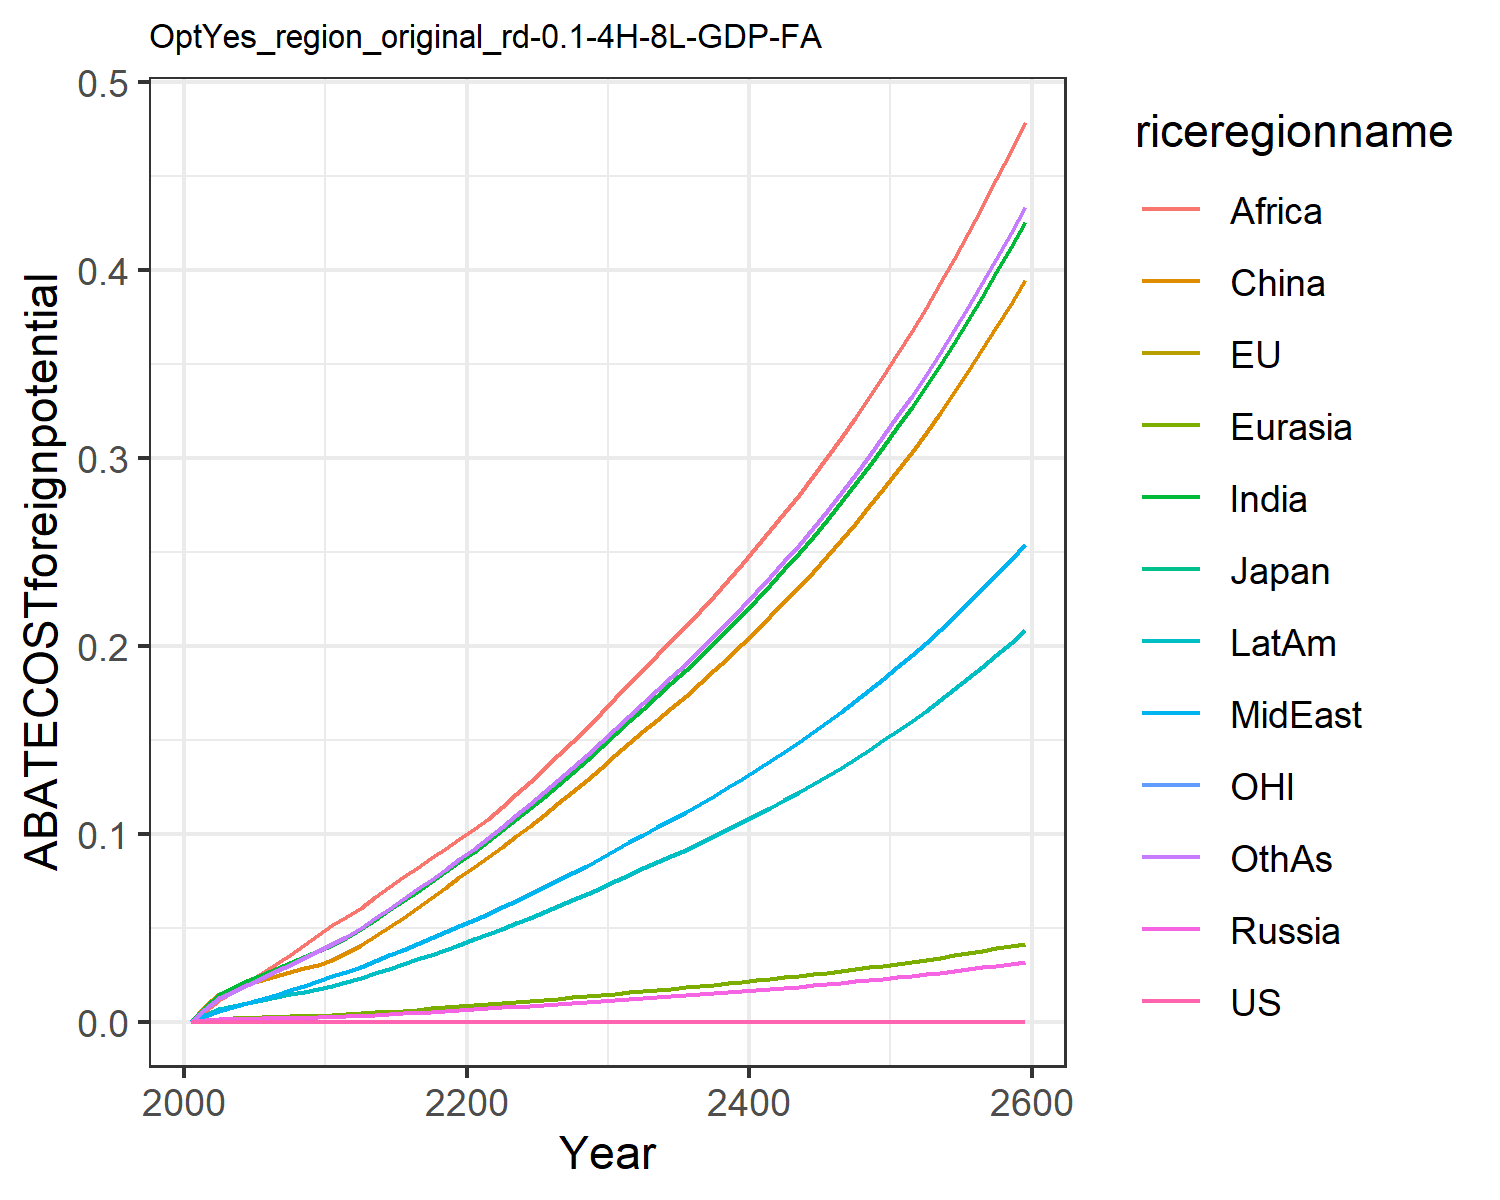 OptYes_region_original_rd-0.1-4H-8L-GDP-FA
ABATECOSTforeignpotential
0.5
0.4
0.3
0.2
0.1
0.0
2000
2200
2400
2600
Year
riceregionname
Africa
China
EU
Eurasia
India
Japan
LatAm
MidEast
OHI
OthAs
Russia
US